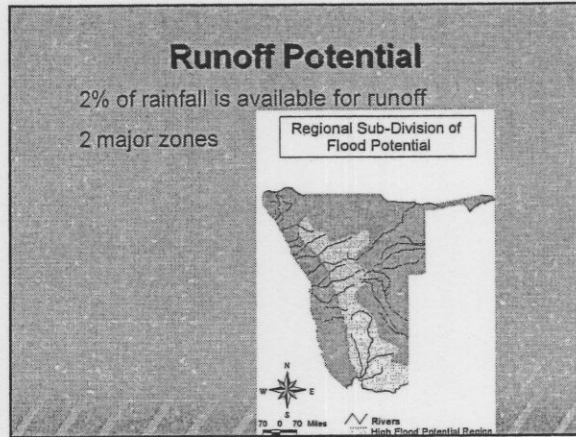 Runoff Potential
2% of rainfall is available for runoff
2 major zones
Regional Sub-Division of
Flood Potential
N
W E
S
70 0 70 Miles
Rivers
High Flood Potential Region